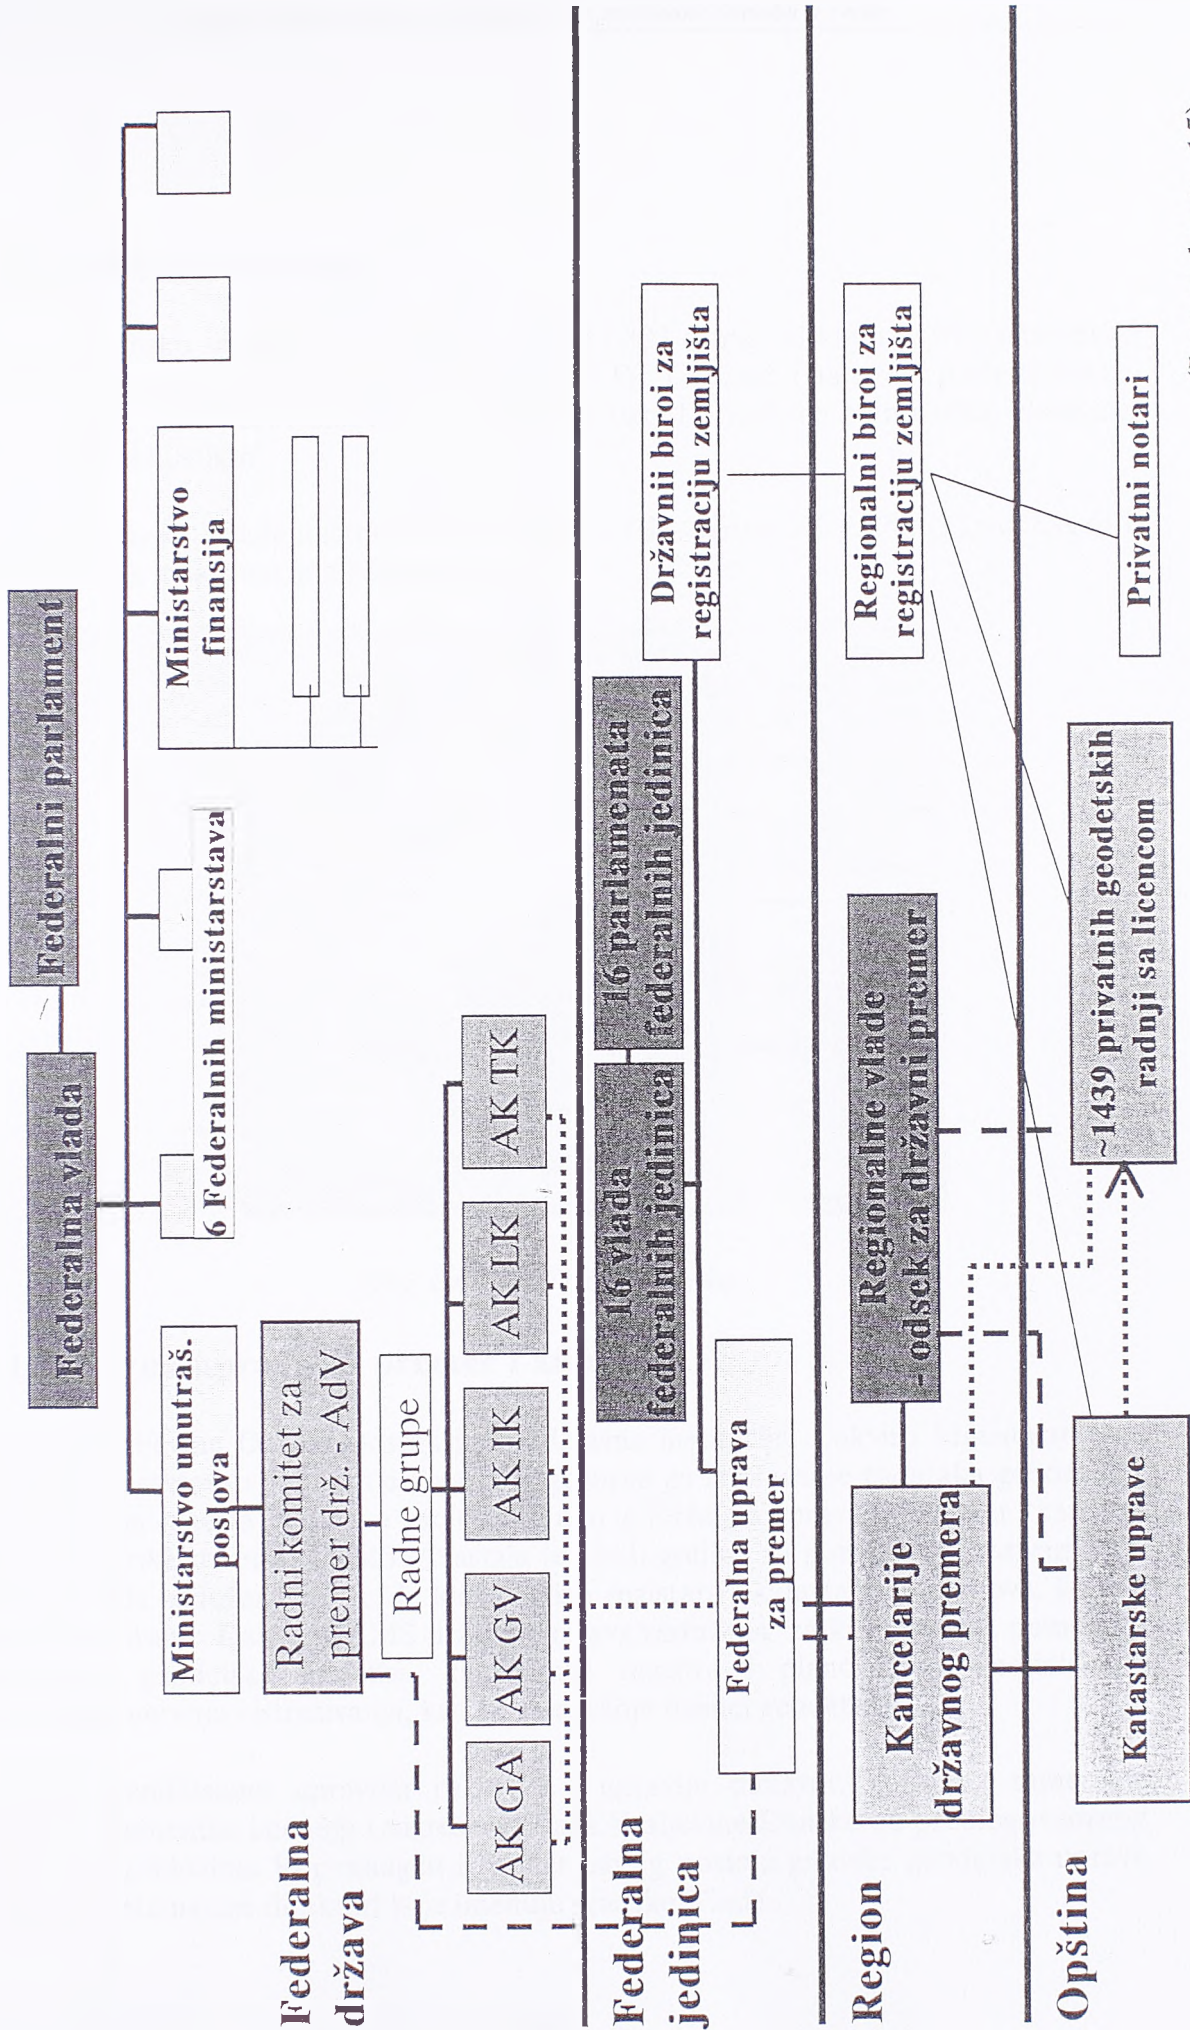 Federalni parlament
Federalna vlada
Ministarstvo unutraš.
poslova
6 Federalnih ministarstava
Ministarstvo
finansija
Radni komitet za
premer drž. - AdV
Radne grupe
Federalna
država
AK GA
AK GV
AK IK
AK LK
AK TK
Federalna
jedinica
16 vlada
federalnih jedinica
16 parlamenata
federalnih jedinica
Državnii biroi za
registraciju zemljišta
Federalna uprava
za premer
Region
Kancelarije
državnog premera
Regionalne vlade
- odsek za državni premer
Regionalni biroi za
registraciju zemljišta
Opština
Katastarske uprave
~1439 privatnih geodetskih
radnji sa licencom
Privatni notari